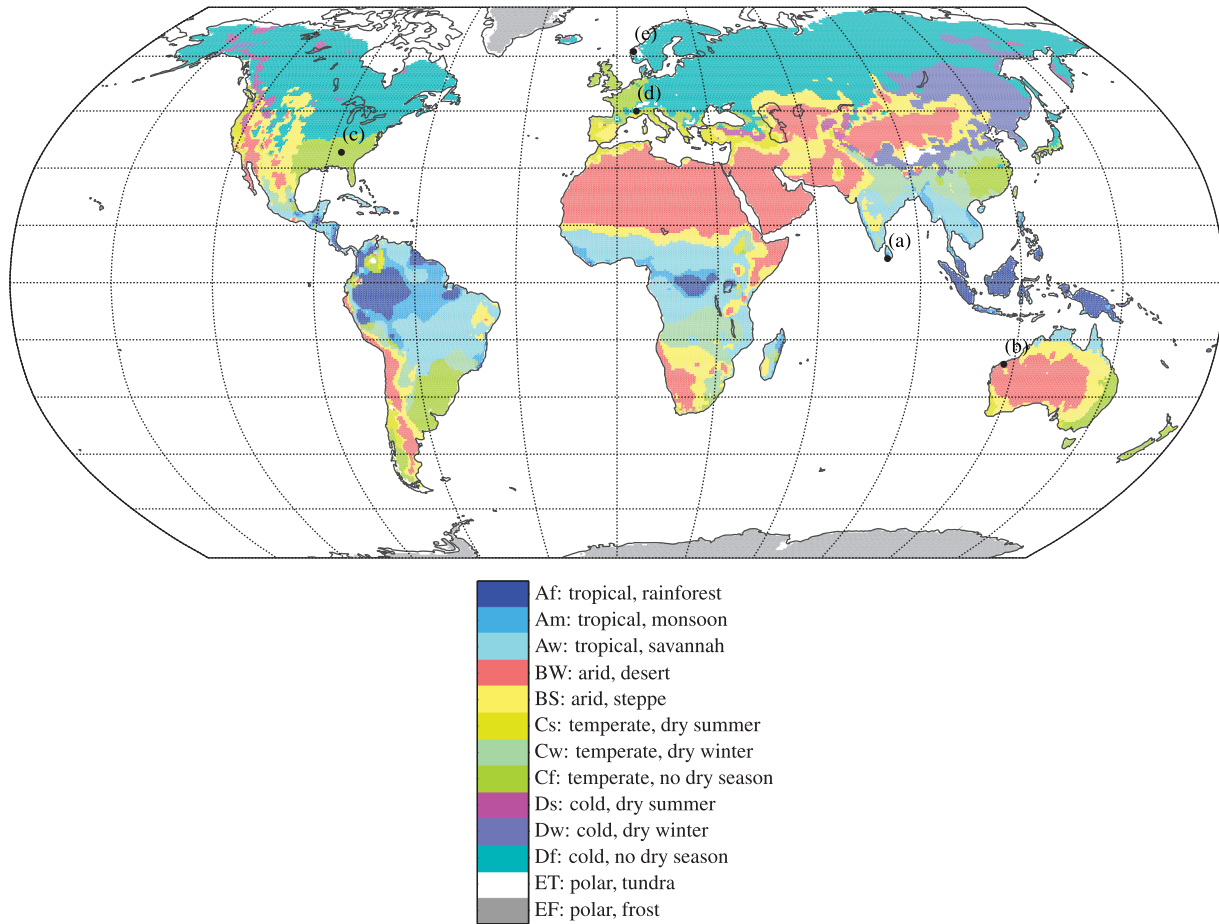 (e)
(d)
(c)
(a)
(b)
Af: tropical, rainforest
Am: tropical, monsoon
Aw: tropical, savannah
BW: arid, desert
BS: arid, steppe
Cs: temperate, dry summer
Cw: temperate, dry winter
Cf: temperate, no dry season
Ds: cold, dry summer
Dw: cold, dry winter
Df: cold, no dry season
ET: polar, tundra
EF: polar, frost